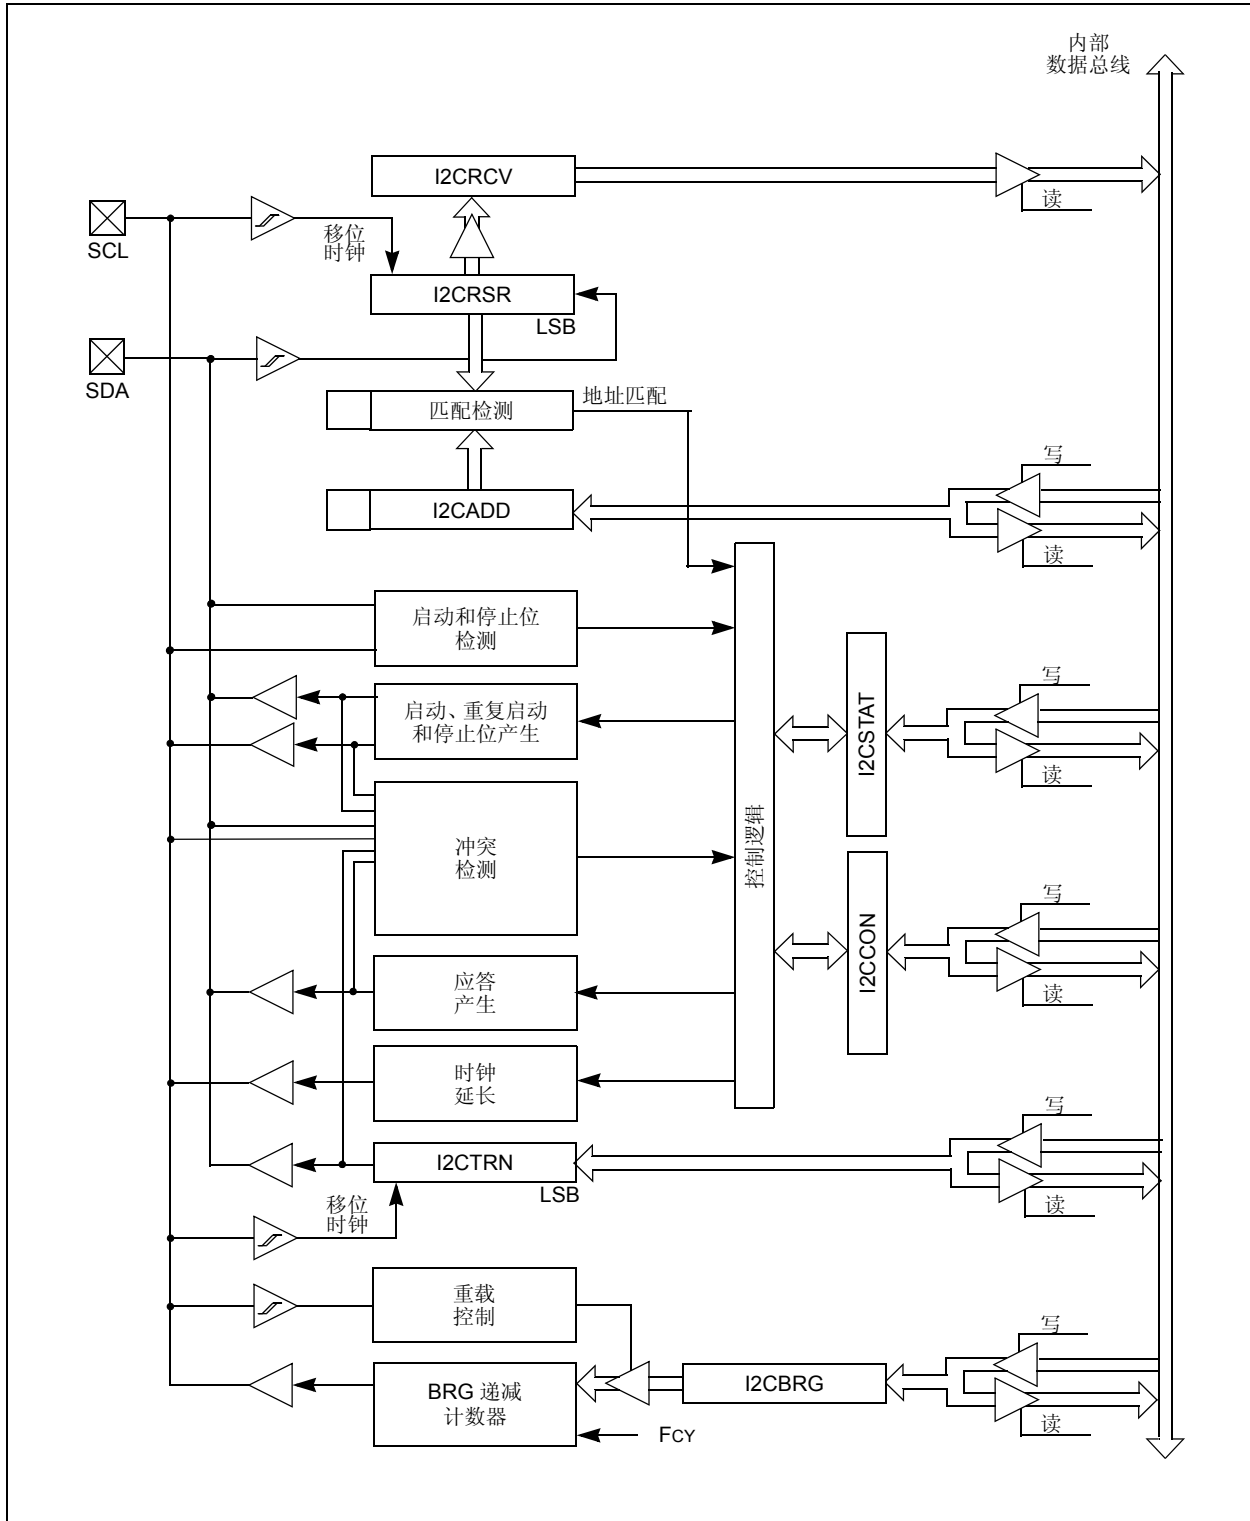 内部
数据总线
I2CRCV
读
SCL
移位
时钟
I2CRSR
LSB
SDA
地址匹配
匹配检测
写
I2CADD
读
启动和停止位
检测
写
I2CSTAT
启动、重复启动
和停止位产生
读
控制逻辑
冲突
检测
写
I2CCON
应答
产生
读
时钟
延长
写
I2CTRN
LSB
读
移位
时钟
重载
控制
写
BRG 递减
计数器
I2CBRG
读
FCY